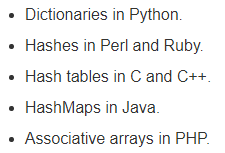 • Dictionaries in Python.
• Hashes in Perl and Ruby.
• Hash tables in C and C++.
• HashMaps in Java.
• Associative arrays in PHP.